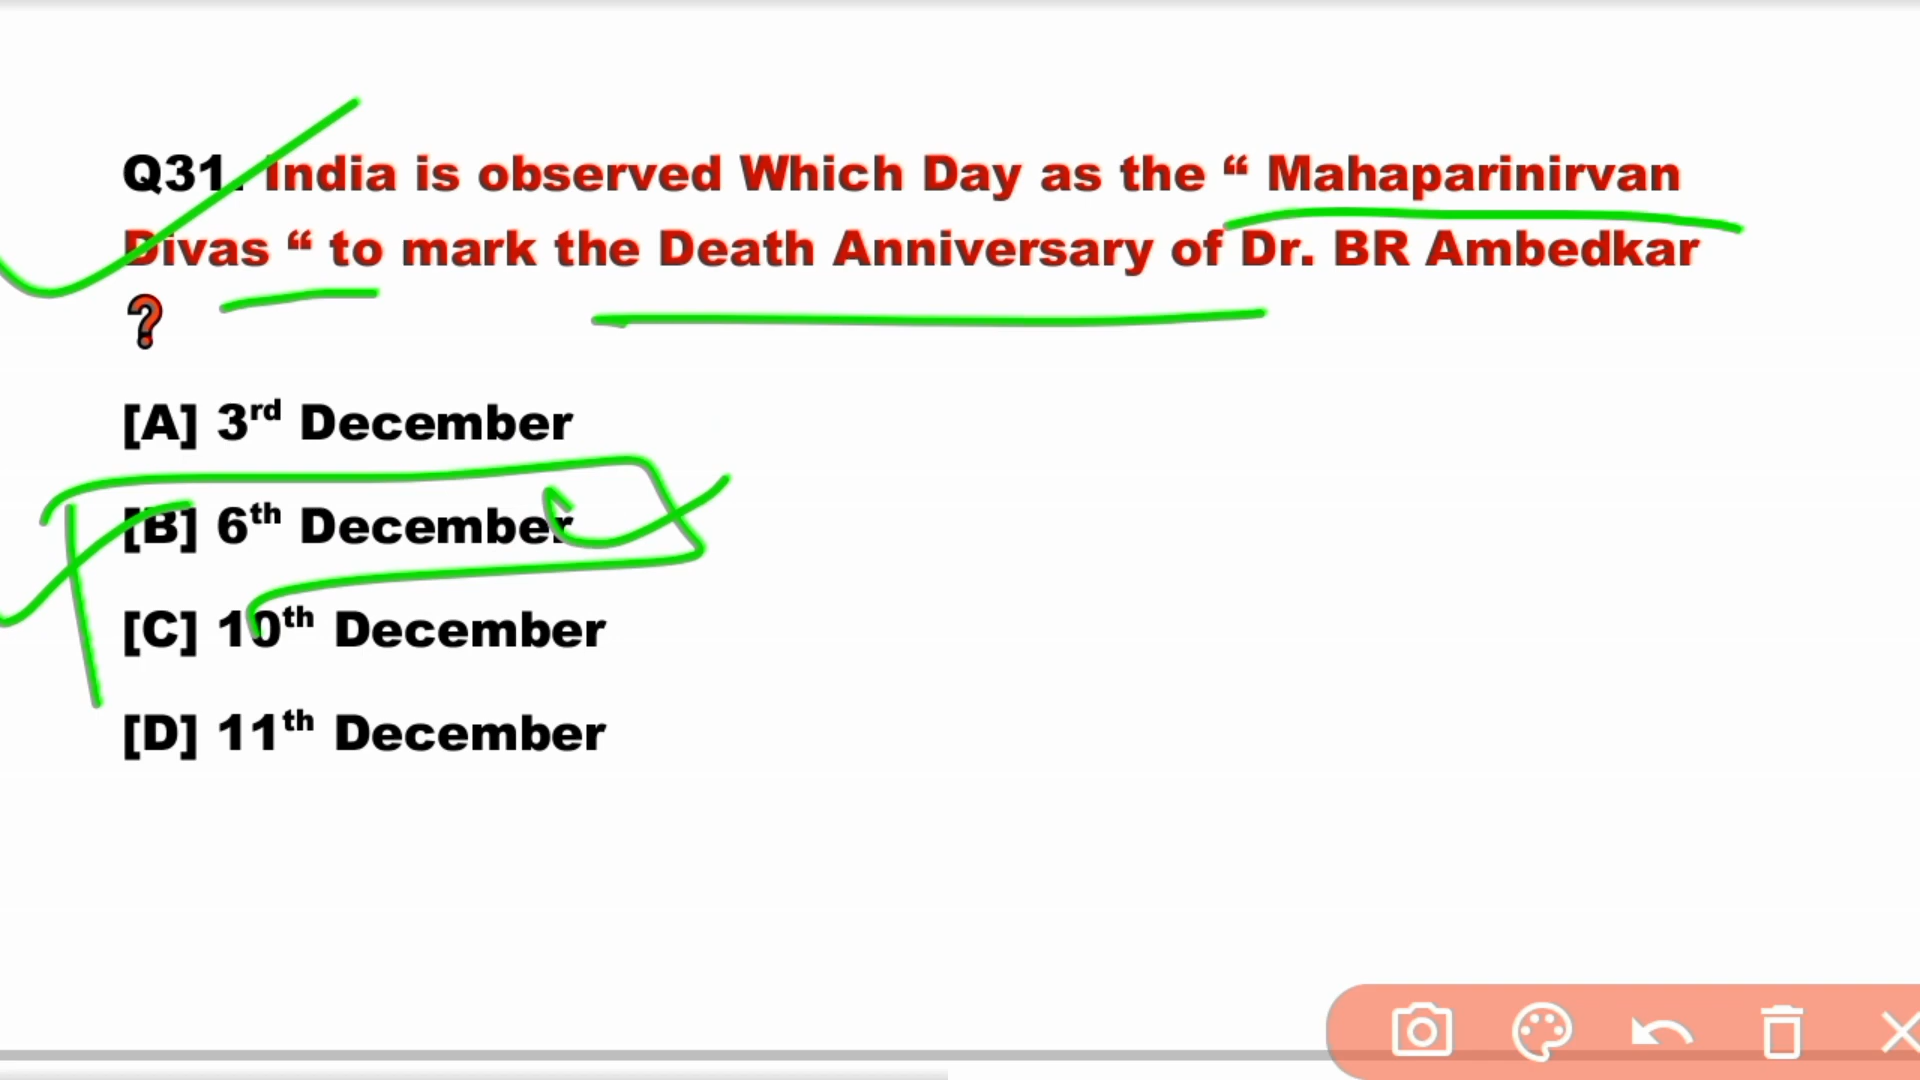 Q31. India is observed Which Day as the “ Mahaparinirvan
Divas “ to mark the Death Anniversary of Dr. BR Ambedkar
❓
[A] 3rd December
[B] 6th December
[C] 10th December
[D] 11th December